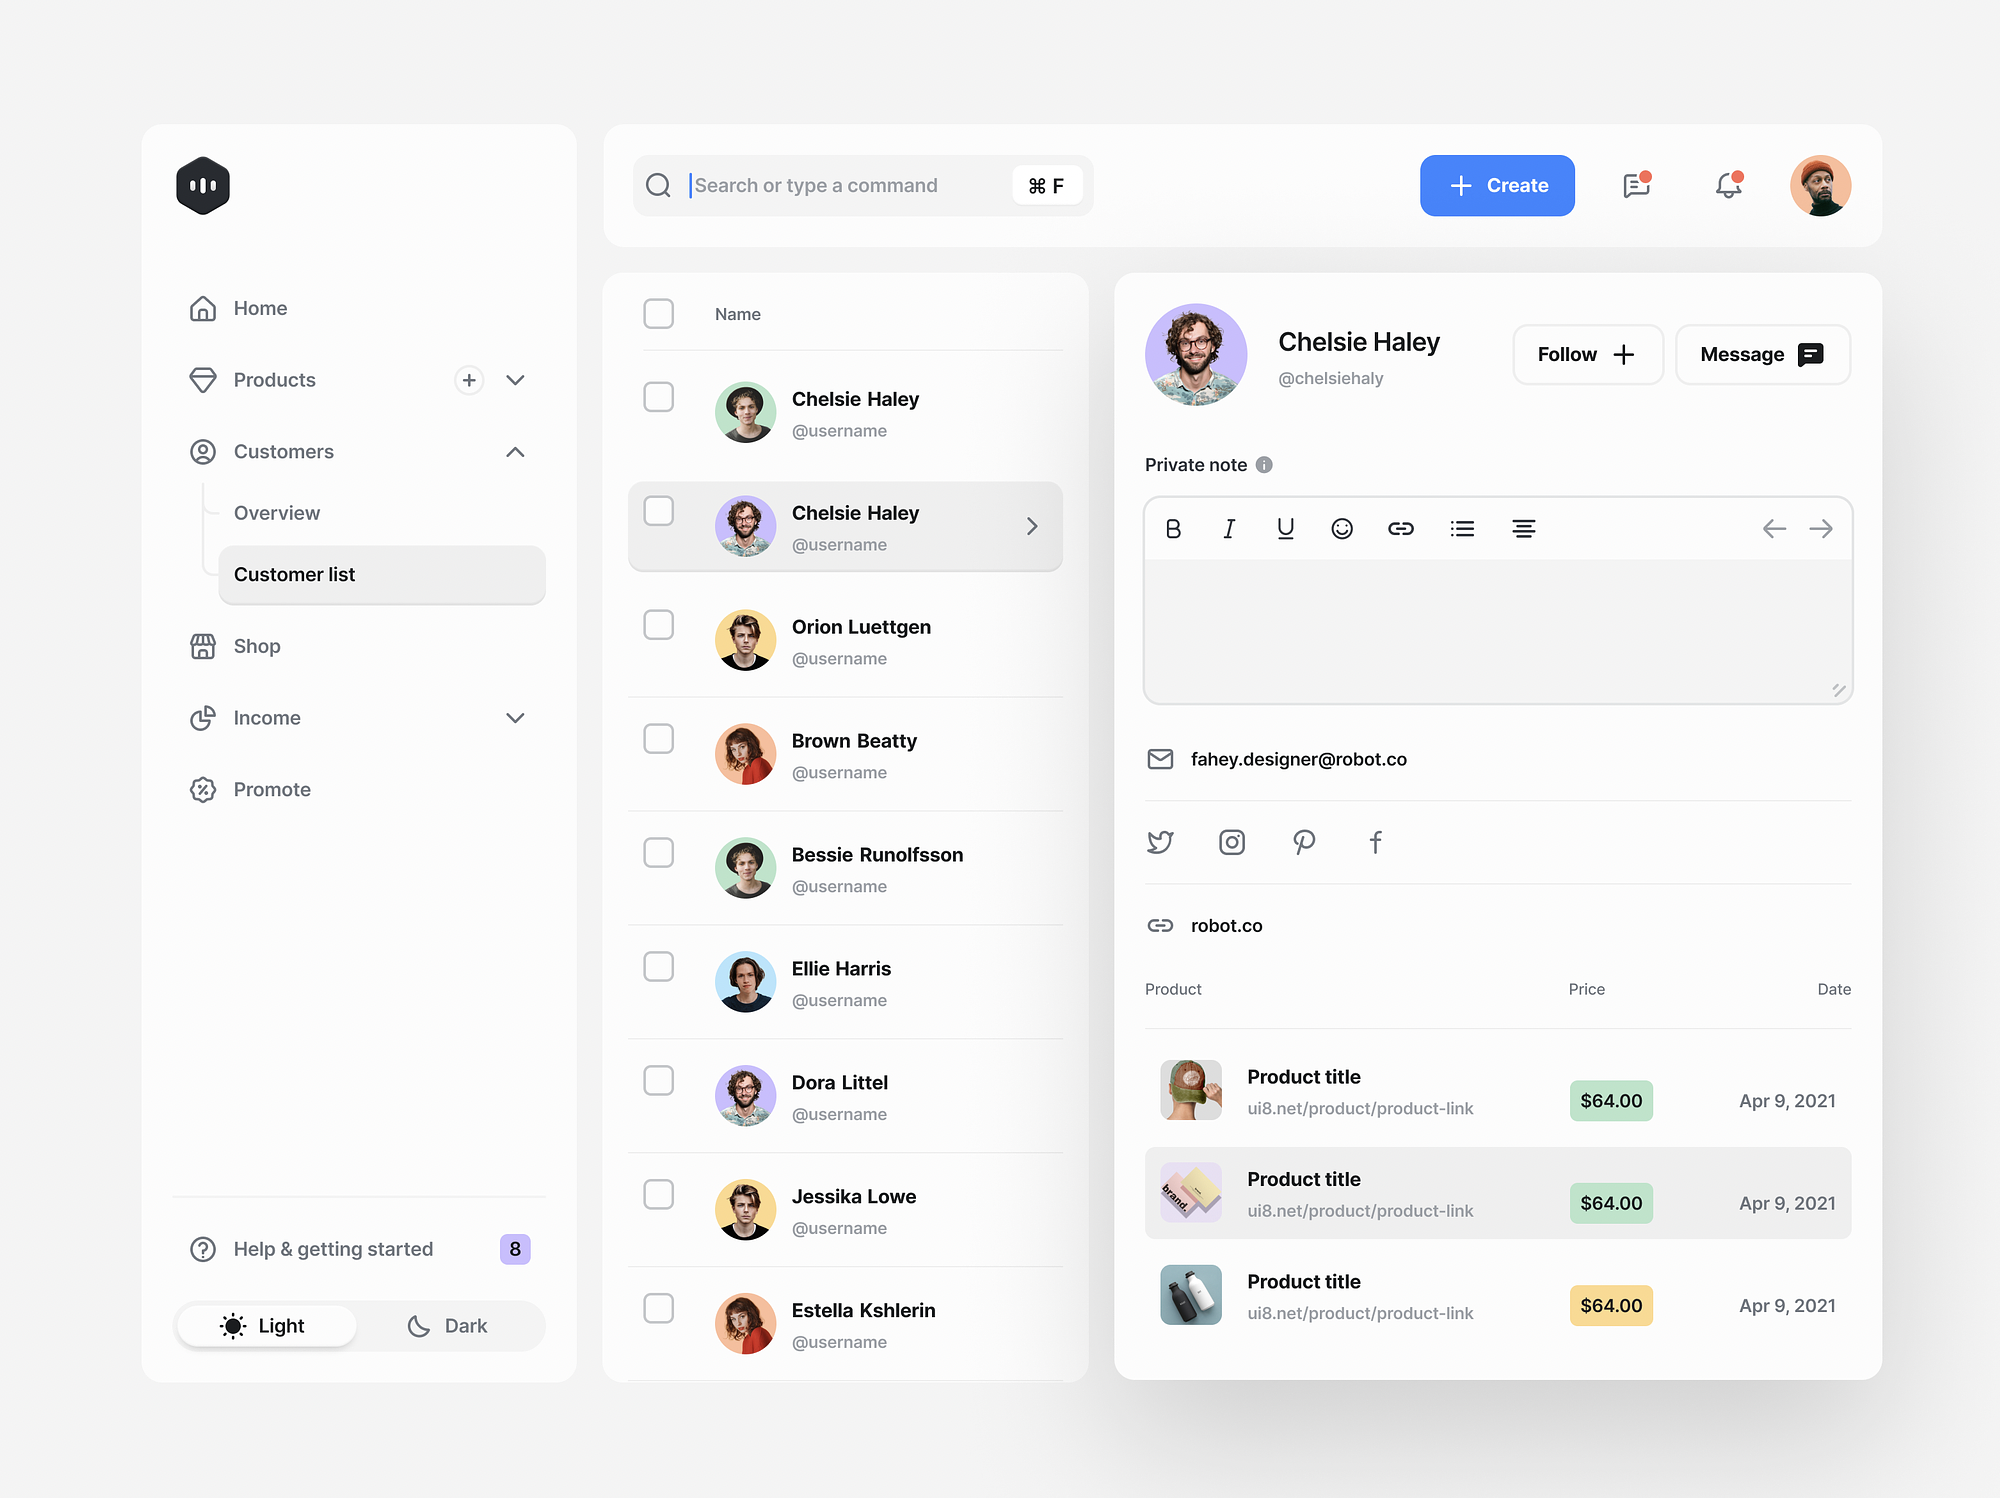 Search or type a command
⌘ F
Create
Home
Products
Customers
Overview
Customer list
Shop
Income
Promote
Help & getting started
8
Light
Dark
Name
Chelsie Haley
@username
Chelsie Haley
@username
Orion Luettgen
@username
Brown Beatty
@username
Bessie Runolfsson
@username
Ellie Harris
@username
Dora Littel
@username
Jessika Lowe
@username
Estella Kshlerin
@username
Chelsie Haley
@chelsiehaly
Follow
Message
Private note
B I U
fahey.designer@robot.co
robot.co
Product Price Date
Product title
ui8.net/product/product-link
$64.00
Apr 9, 2021
brand.
Product title
ui8.net/product/product-link
$64.00
Apr 9, 2021
Product title
ui8.net/product/product-link
$64.00
Apr 9, 2021